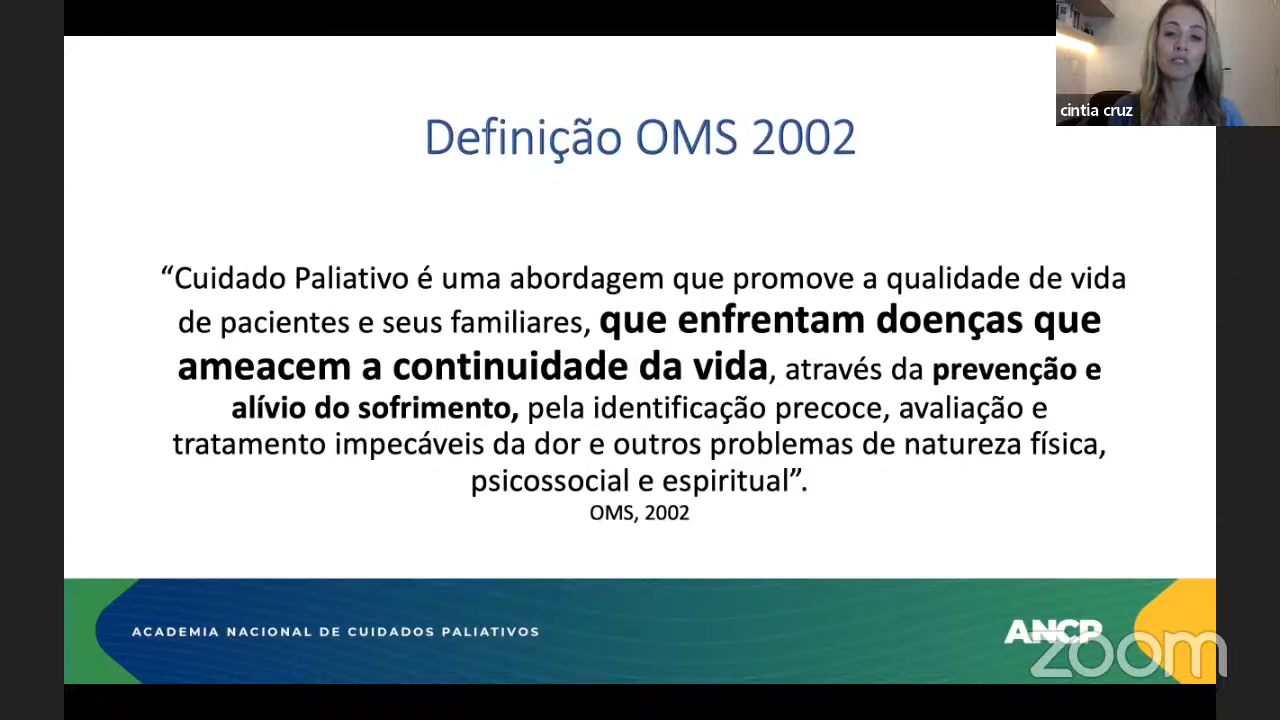 cintia cruz
Definição OMS 2002
“Cuidado Paliativo é uma abordagem que promove a qualidade de vida
de pacientes e seus familiares, que enfrentam doenças que
ameacem a continuidade da vida, através da prevenção e
alívio do sofrimento, pela identificação precoce, avaliação e
tratamento impecáveis da dor e outros problemas de natureza física,
psicossocial e espiritual”.
OMS, 2002
ACADEMIA NACIONAL DE CUIDADOS PALIATIVOS
ANCP
zoom